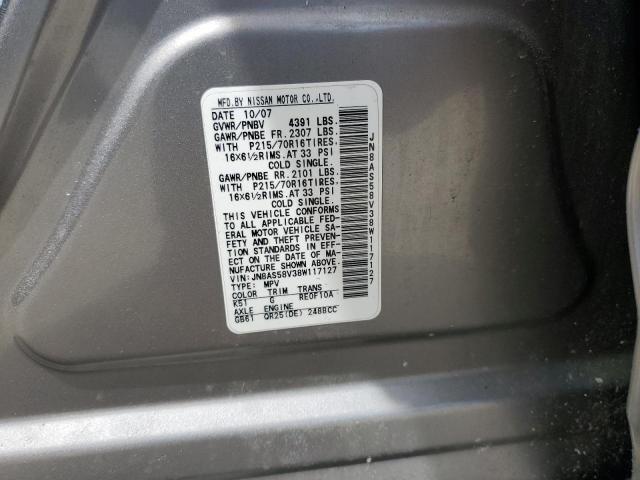 MFD.BY NISSAN MOTOR CO.,LTD.
DATE 10/07
GVWR/PNBV 4391 LBS.
GAWR/PNBE FR.2307 LBS.
WITH P215/70R16TIRES.
16X6½RIMS.AT 33 PSI
COLD SINGLE.
GAWR/PNBE RR.2101 LBS.
WITH P215/70R16TIRES.
16X6½RIMS.AT 33 PSI
COLD SINGLE.
THIS VEHICLE CONFORMS
TO ALL APPLICABLE FED-
ERAL MOTOR VEHICLE SA-
FETY AND THEFT PREVEN-
TION STANDARDS IN EFF-
ECT ON THE DATE OF MA-
NUFACTURE SHOWN ABOVE.
VIN:JN8AS58V38W117127
TYPE: MPV
COLOR TRIM TRANS
K51 G RE0F10A
AXLE ENGINE
GB61 QR25(DE) 2488CC
JN8AS58V38W117127